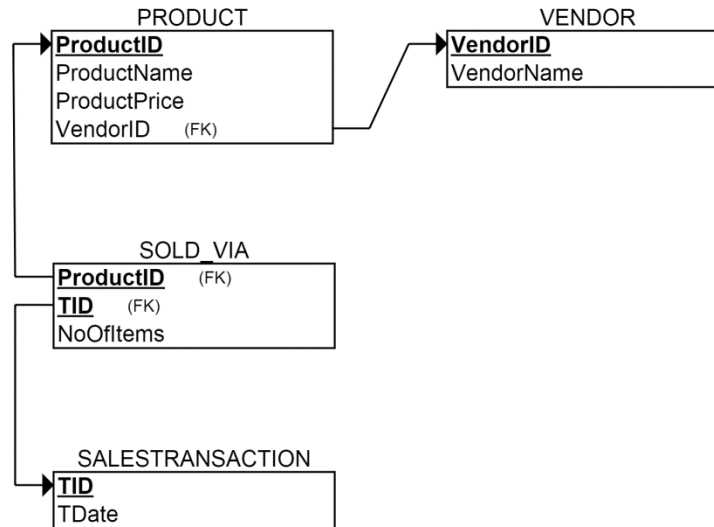 PRODUCT
ProductID
ProductName
ProductPrice
VendorID (FK)
VENDOR
VendorID
VendorName
SOLD_VIA
ProductID (FK)
TID (FK)
NoOfItems
SALESTRANSACTION
TID
TDate